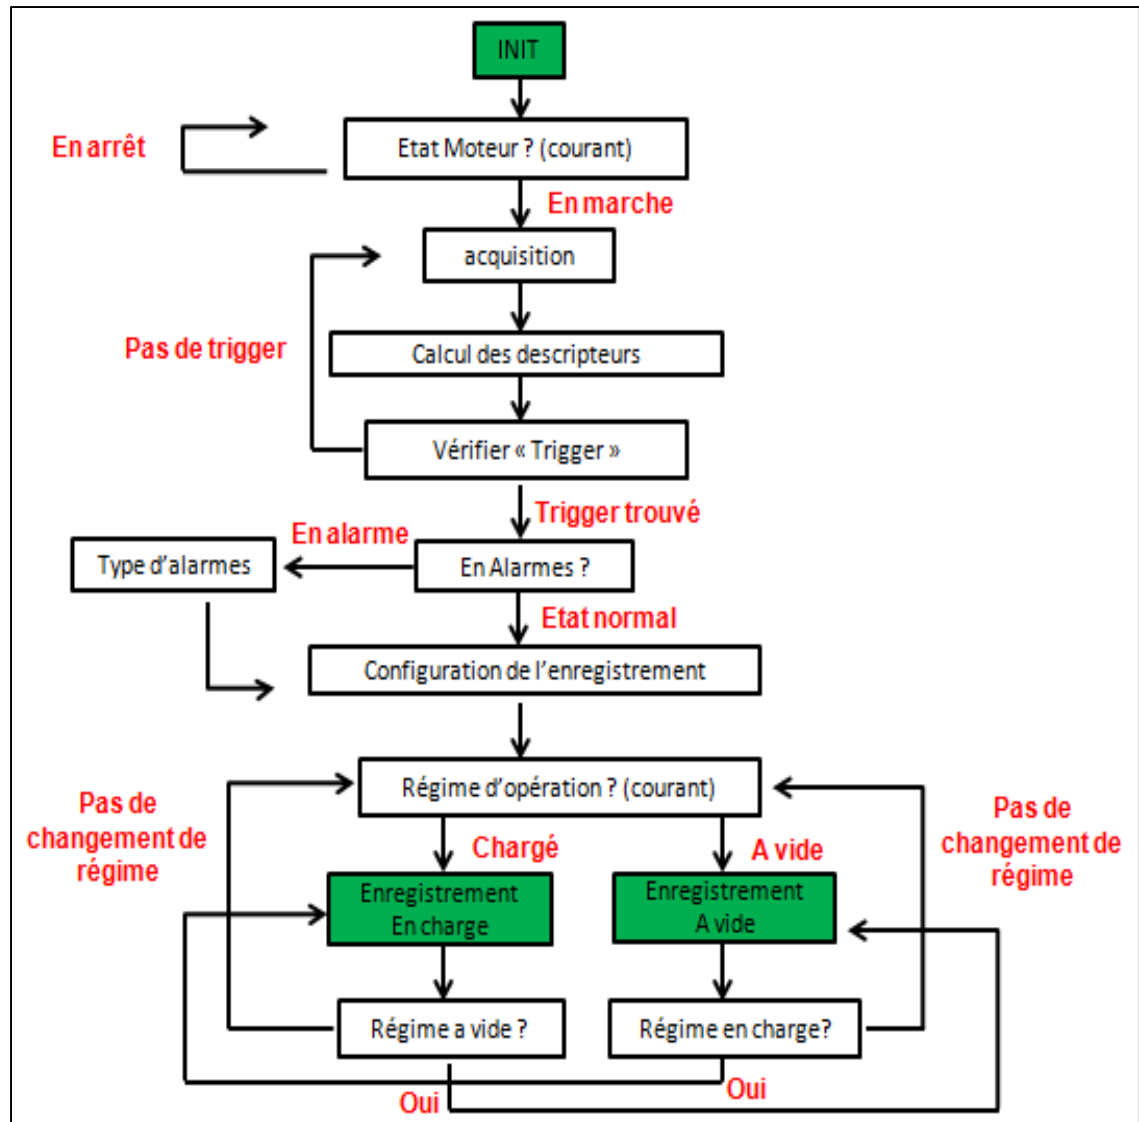 INIT
En arrêt
Etat Moteur ? (courant)
En marche
acquisition
Pas de trigger
Calcul des descripteurs
Vérifier « Trigger »
Trigger trouvé
En alarme
Type d'alarmes
En Alarmes ?
Etat normal
Configuration de l'enregistrement
Régime d'opération ? (courant)
Pas de
changement de
régime
Pas de
changement de
régime
Chargé
A vide
Enregistrement
En charge
Enregistrement
A vide
Régime a vide ?
Régime en charge?
Oui
Oui